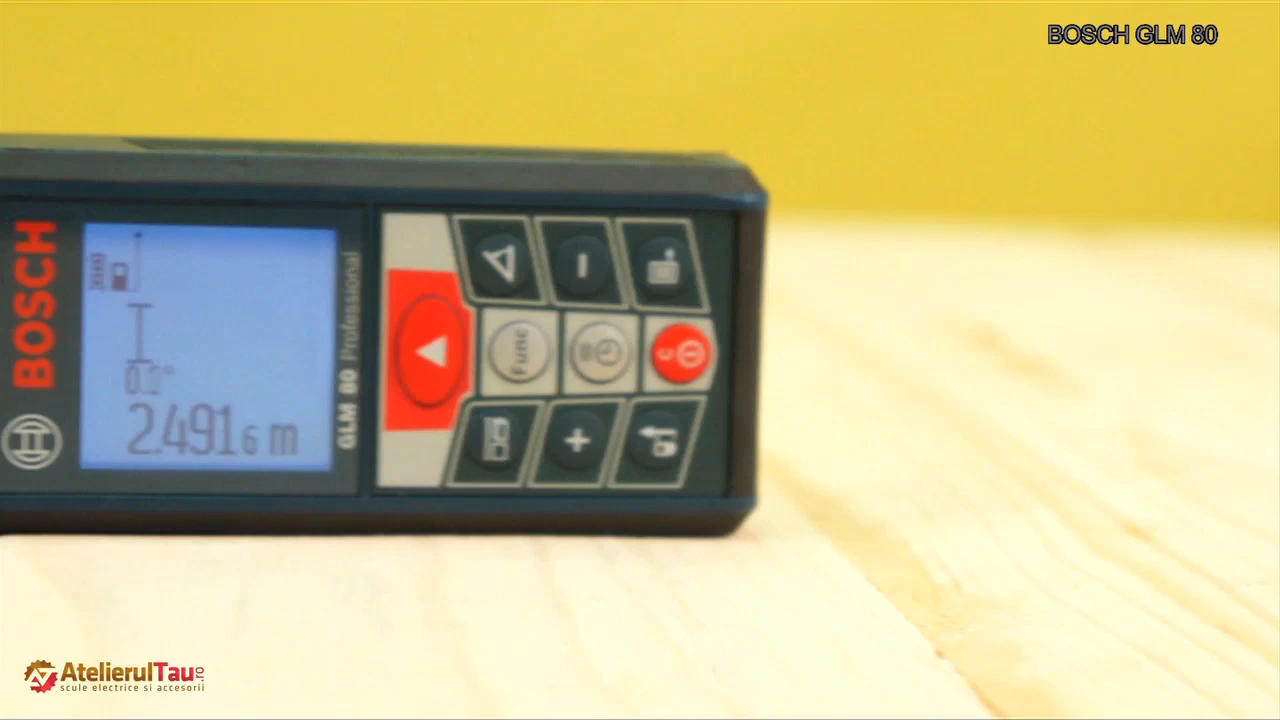 BOSCH GLM 80
BOSCH
0.0°
2.4916 m
GLM 80 Professional
Func
AtelierulTau.ro
scule electrice si accesorii